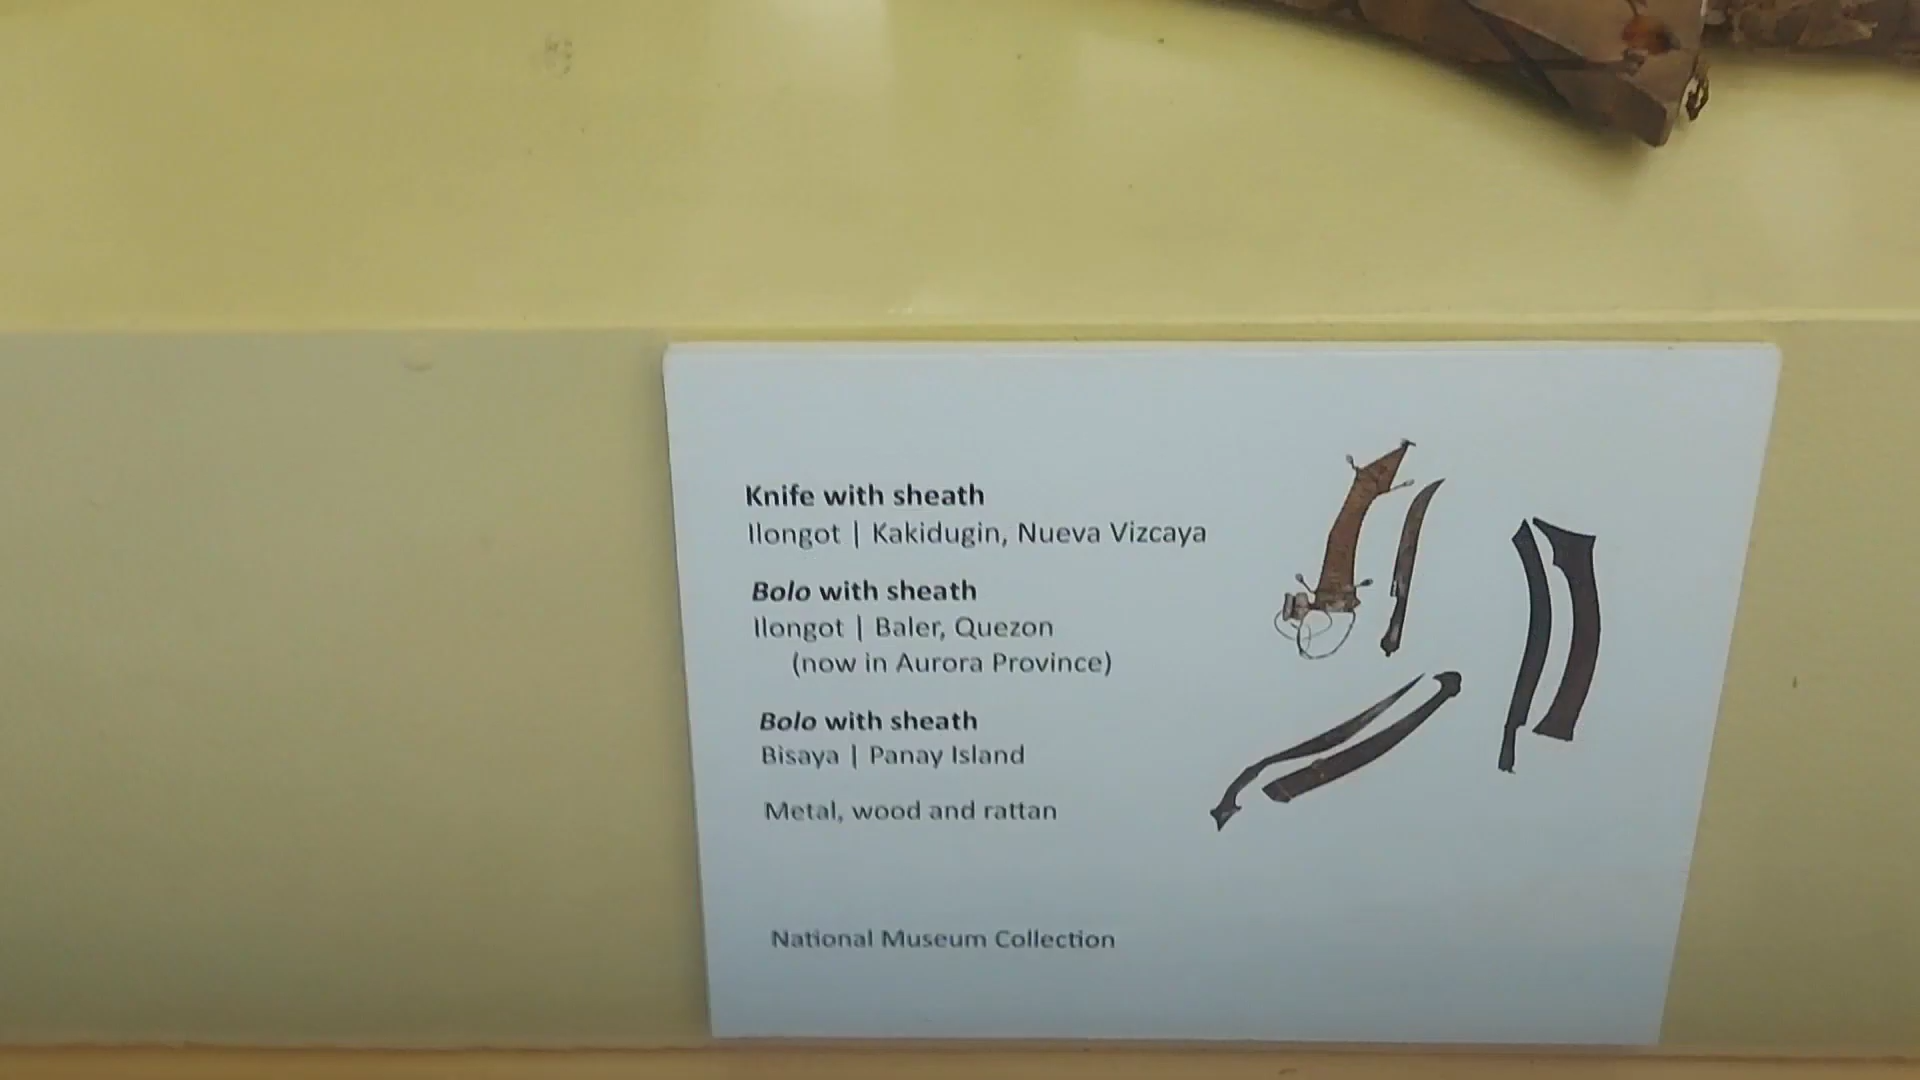 Knife with sheath
Ilongot | Kakidugin, Nueva Vizcaya
Bolo with sheath
Ilongot | Baler, Quezon
(now in Aurora Province)
Bolo with sheath
Bisaya | Panay Island
Metal, wood and rattan
National Museum Collection